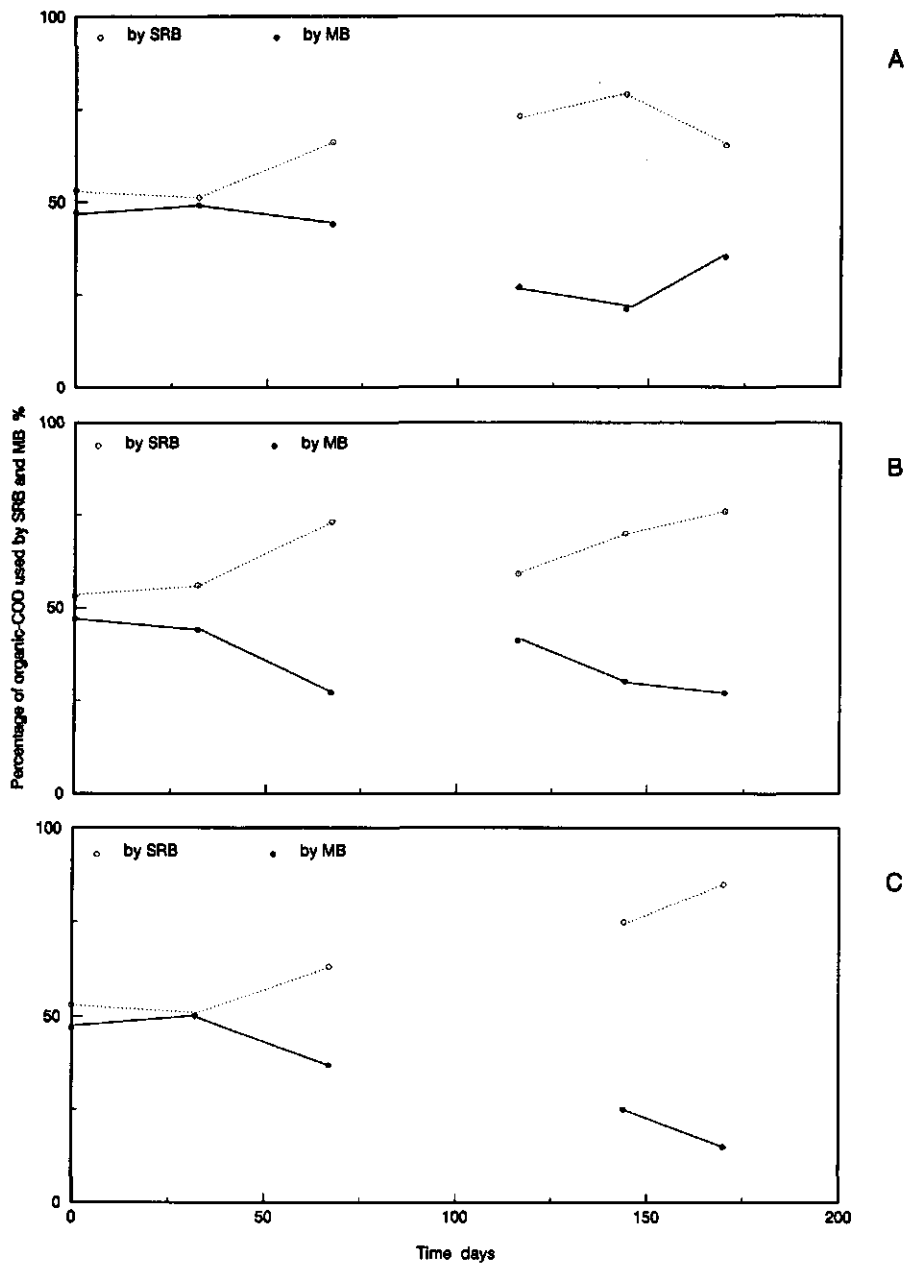 100
by SRB by MB
A
50
0
100
by SRB by MB
B
50
0
100
by SRB by MB
C
50
0
0 50 100 150 200
Time days
Percentage of organic-COD used by SRB and MB %